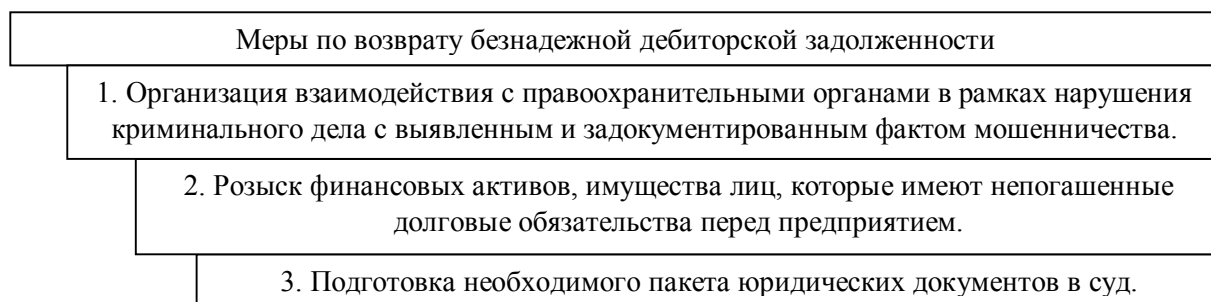 Меры по возврату безнадежной дебиторской задолженности
1. Организация взаимодействия с правоохранительными органами в рамках нарушения
криминального дела с выявленным и задокументированным фактом мошенничества.
2. Розыск финансовых активов, имущества лиц, которые имеют непогашенные
долговые обязательства перед предприятием.
3. Подготовка необходимого пакета юридических документов в суд.